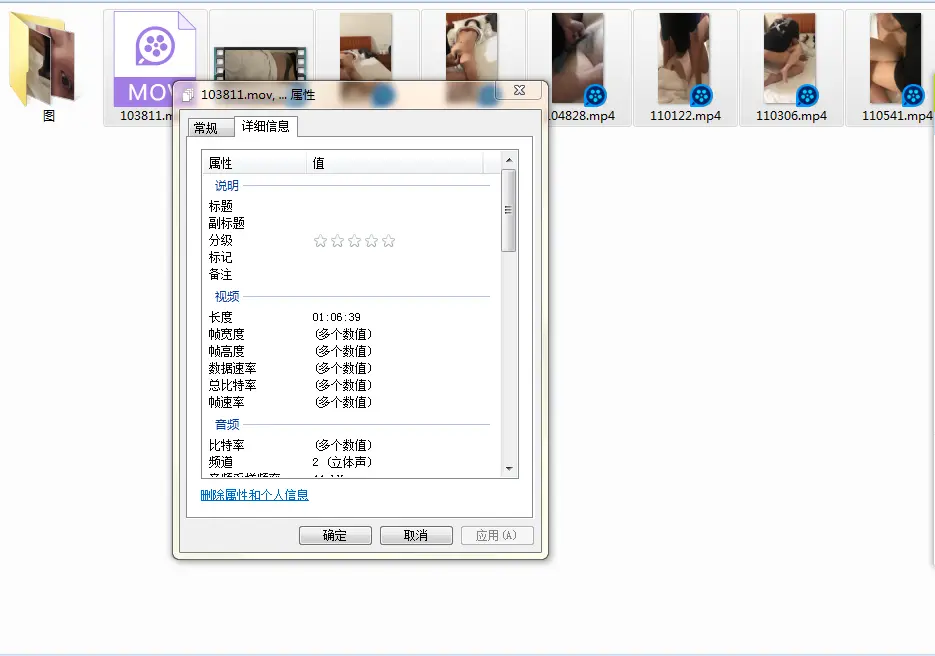 图
MOV
103811.m
04828.mp4
110122.mp4
110306.mp4
110541.mp4
103811.mov, ... 属性
常规
详细信息
属性 值
说明
标题
副标题
分级
标记
备注
视频
长度 01:06:39
帧宽度 (多个数值)
帧高度 (多个数值)
数据速率 (多个数值)
总比特率 (多个数值)
帧速率 (多个数值)
音频
比特率 (多个数值)
频道 2 (立体声)
删除属性和个人信息
确定 取消 应用(A)